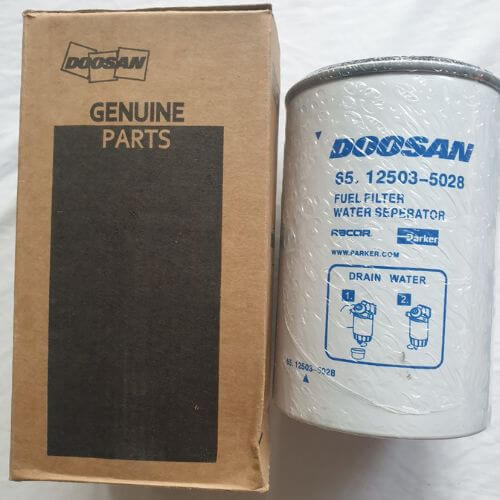 DOOSAN
GENUINE
PARTS
DOOSAN
65. 12503-5028
FUEL FILTER
WATER SEPERATOR
RACOR Parker
WWW.PARKER.COM
DRAIN WATER
1. 2.
65. 12503-5028